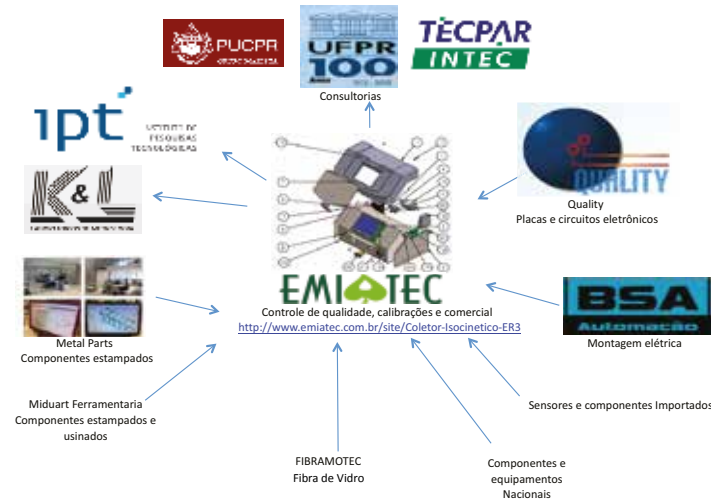 PUCPR
GRUPO MARISTA
UFPR
100
TECPAR
INTEC
Consultorias
ipt
INSTITUTO DE
PESQUISAS
TECNOLÓGICAS
K&L
QUALITY
Quality
Placas e circuitos eletrônicos
EMIATEC
Controle de qualidade, calibrações e comercial
http://www.emiatec.com.br/site/Coletor-Isocinetico-ER3
BSA
Automação
Montagem elétrica
Metal Parts
Componentes estampados
Miduart Ferramentaria
Componentes estampados e
usinados
FIBRAMOTEC
Fibra de Vidro
Componentes e
equipamentos
Nacionais
Sensores e componentes Importados